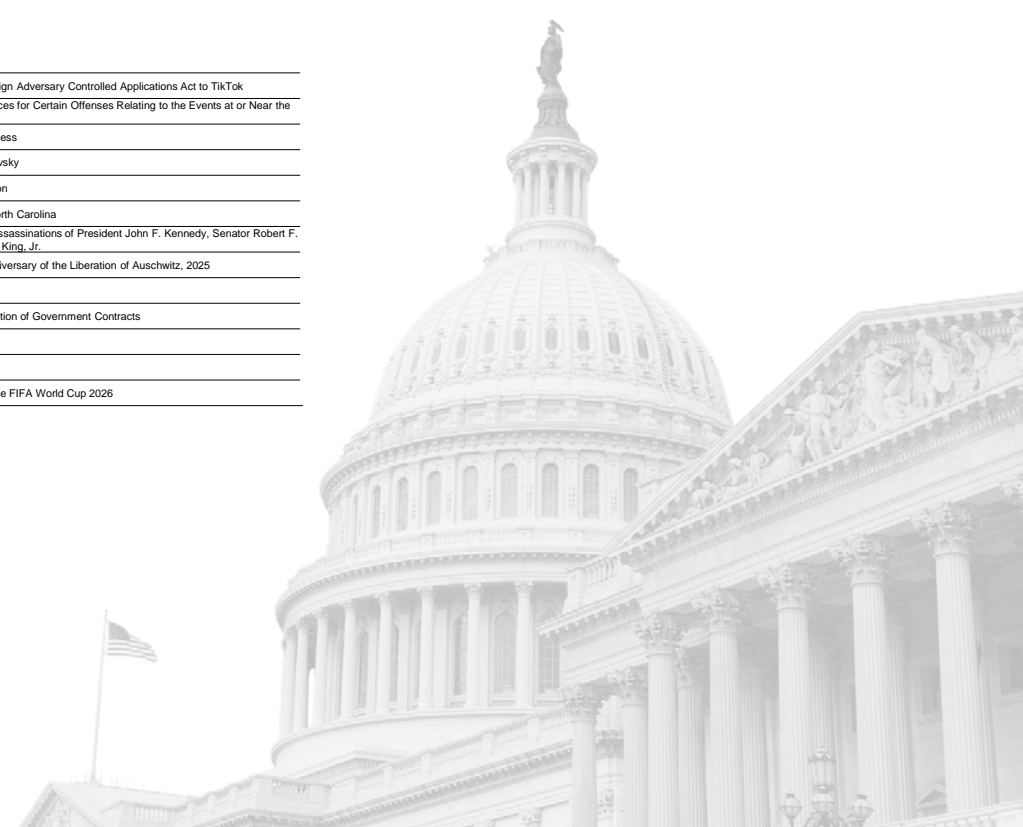 ign Adversary Controlled Applications Act to TikTok
ces for Certain Offenses Relating to the Events at or Near the
ess
vsky
on
rth Carolina
ssassinations of President John F. Kennedy, Senator Robert F.
King, Jr.
iversary of the Liberation of Auschwitz, 2025
tion of Government Contracts
e FIFA World Cup 2026